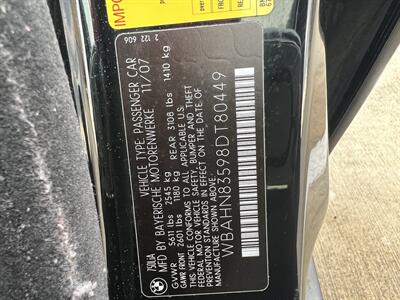 2 122 606
750LIA
VEHICLE TYPE: PASSENGER CAR
MFD BY BAYERISCHE MOTORENWERKE, 11/07
GVWR 5611 lbs 2545 kg
GAWR FRONT 2601 lbs 1180 kg REAR 3108 lbs 1410 kg
THIS VEHICLE CONFORMS TO ALL APPLICABLE
FEDERAL MOTOR VEHICLE SAFETY, BUMPER AND THEFT
PREVENTION STANDARDS IN EFFECT ON THE
DATE OF MANUFACTURE SHOWN ABOVE
WBAHN83598DT80449